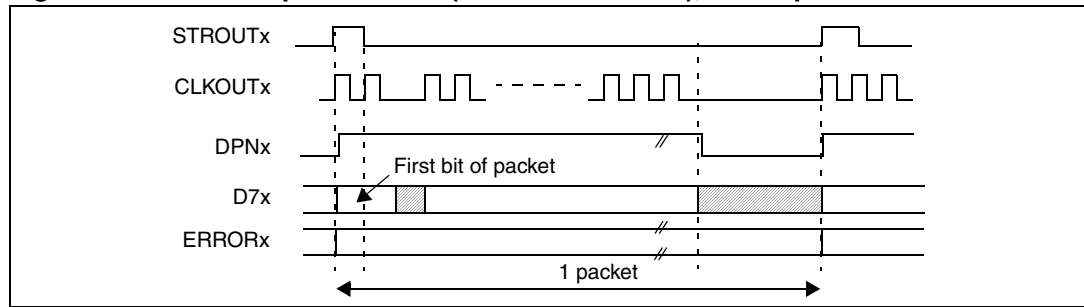 STROUTx
CLKOUTx
DPNx
First bit of packet
D7x
ERRORx
1 packet